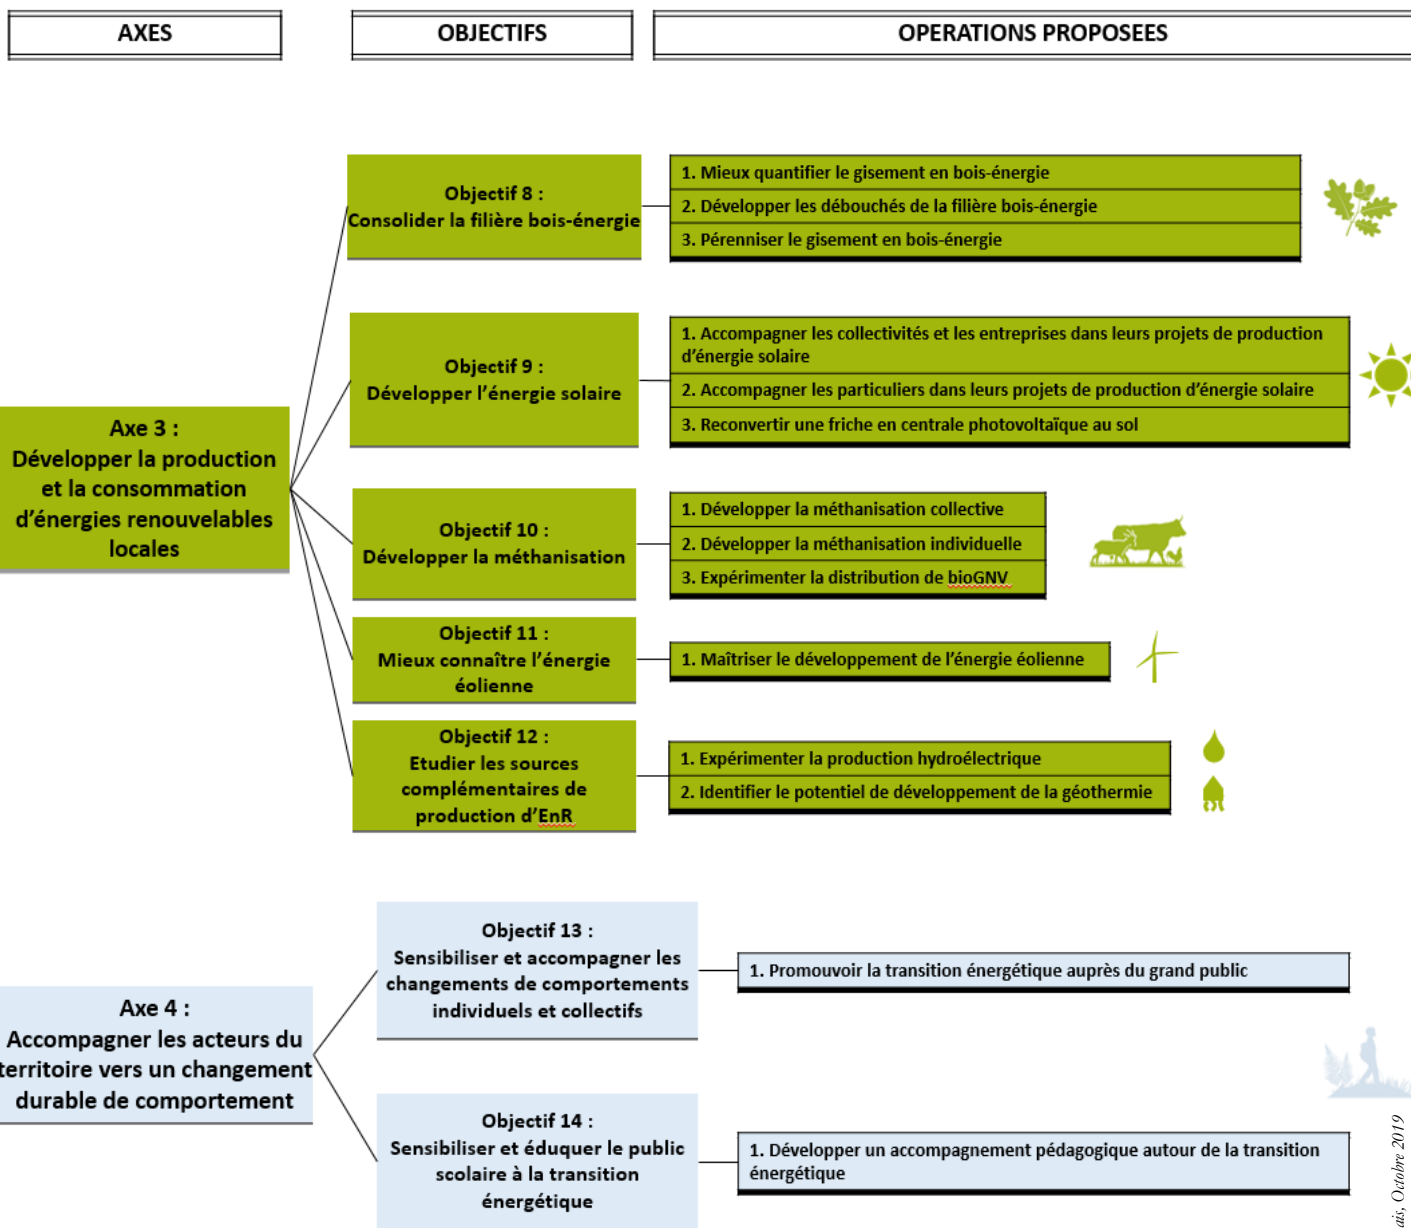 AXES
OBJECTIFS
OPERATIONS PROPOSEES
Axe 3 :
Développer la production
et la consommation
d’énergies renouvelables
locales
Objectif 8 :
Consolider la filière bois-énergie
1. Mieux quantifier le gisement en bois-énergie
2. Développer les débouchés de la filière bois-énergie
3. Pérenniser le gisement en bois-énergie
Objectif 9 :
Développer l’énergie solaire
1. Accompagner les collectivités et les entreprises dans leurs projets de production
d’énergie solaire
2. Accompagner les particuliers dans leurs projets de production d’énergie solaire
3. Reconvertir une friche en centrale photovoltaïque au sol
Objectif 10 :
Développer la méthanisation
1. Développer la méthanisation collective
2. Développer la méthanisation individuelle
3. Expérimenter la distribution de bioGNV
Objectif 11 :
Mieux connaître l’énergie
éolienne
1. Maîtriser le développement de l’énergie éolienne
Objectif 12 :
Etudier les sources
complémentaires de
production d’EnR
1. Expérimenter la production hydroélectrique
2. Identifier le potentiel de développement de la géothermie
Axe 4 :
Accompagner les acteurs du
territoire vers un changement
durable de comportement
Objectif 13 :
Sensibiliser et accompagner les
changements de comportements
individuels et collectifs
1. Promouvoir la transition énergétique auprès du grand public
Objectif 14 :
Sensibiliser et éduquer le public
scolaire à la transition
énergétique
1. Développer un accompagnement pédagogique autour de la transition
énergétique
ais, Octobre 2019